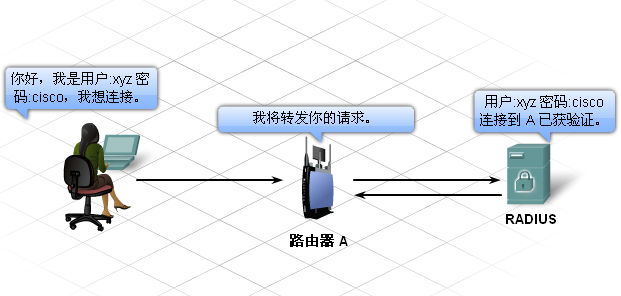 你好，我是用户:xyz 密
码:cisco，我想连接。
我将转发你的请求。
用户:xyz 密码:cisco
连接到 A 已获验证。
路由器 A
RADIUS